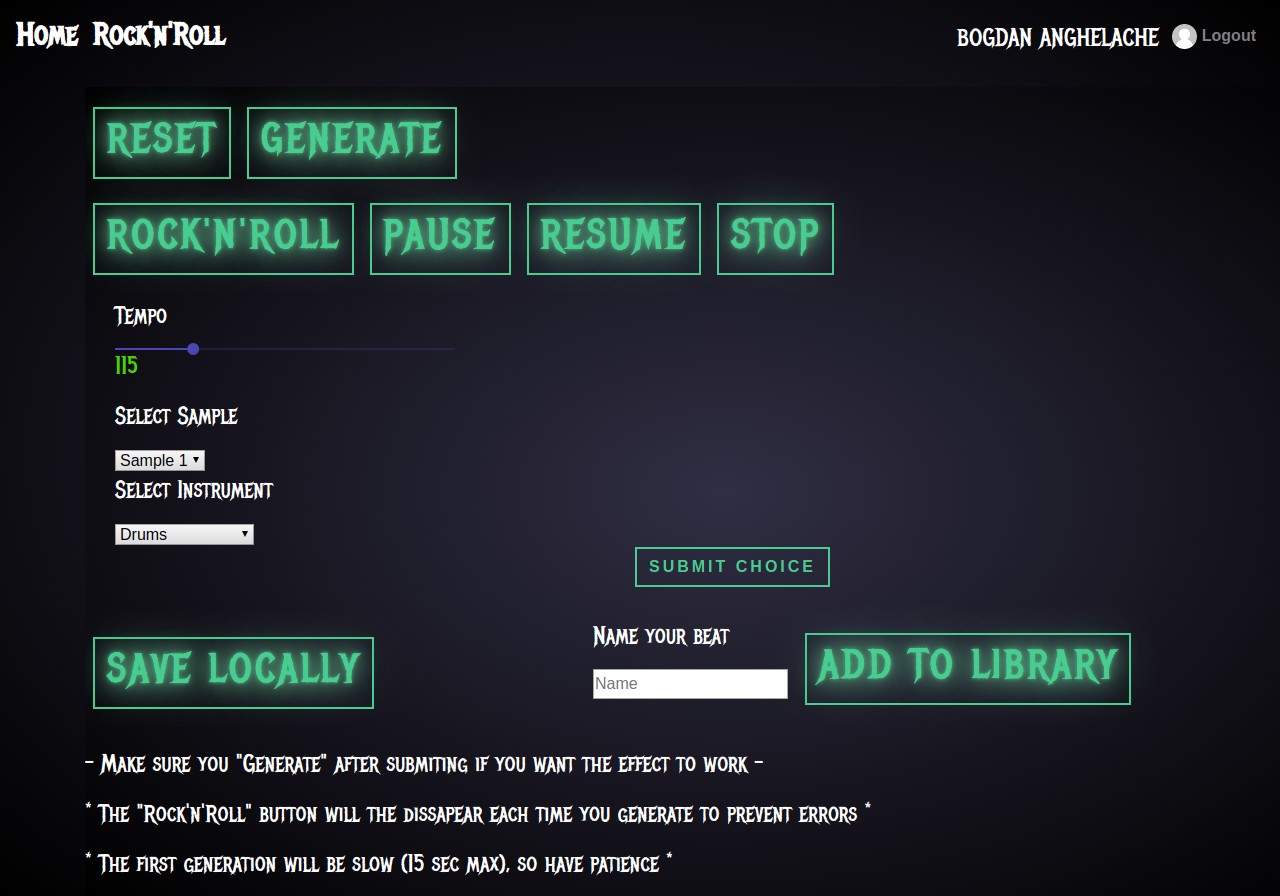 Home Rock'n'Roll
BOGDAN ANGHELACHE Logout
RESET GENERATE
ROCK'N'ROLL PAUSE RESUME STOP
Tempo
115
Select Sample
Sample 1
Select Instrument
Drums
SUBMIT CHOICE
SAVE LOCALLY
Name your beat
Name
ADD TO LIBRARY
- Make sure you "Generate" after submiting if you want the effect to work -
* The "Rock'n'Roll" button will the dissapear each time you generate to prevent errors *
* The first generation will be slow (15 sec max), so have patience *